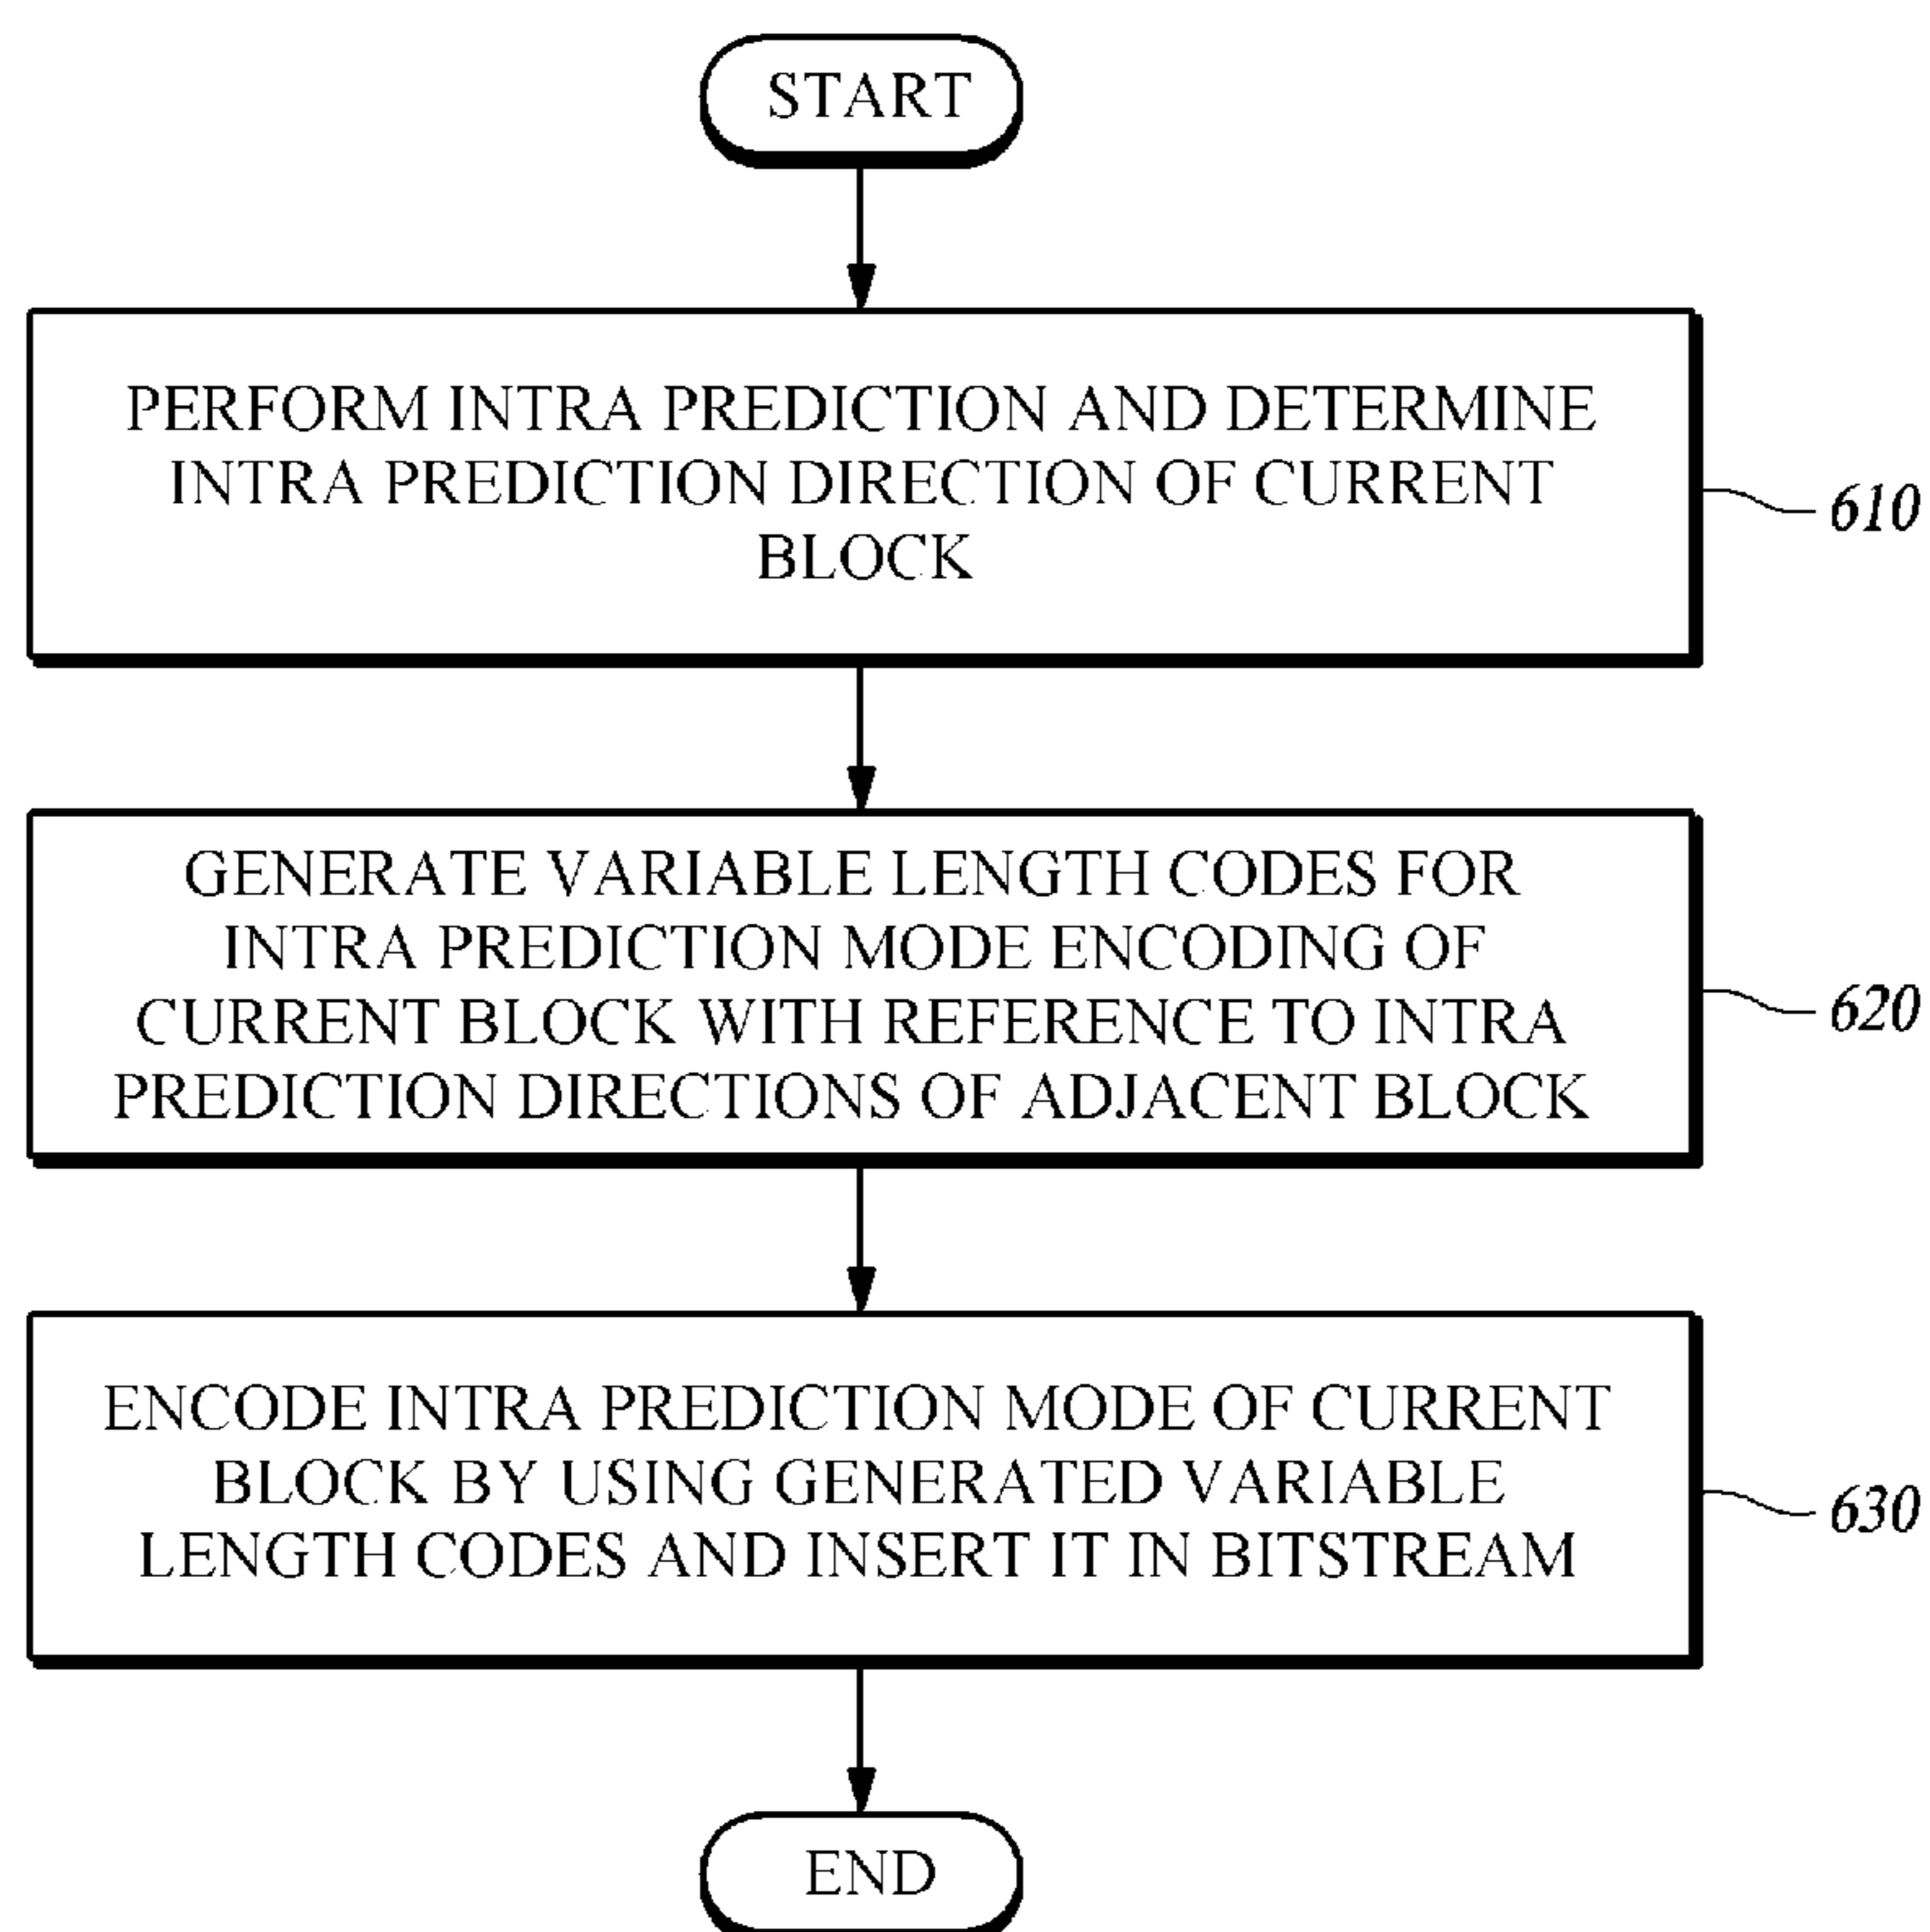 START
PERFORM INTRA PREDICTION AND DETERMINE
INTRA PREDICTION DIRECTION OF CURRENT
BLOCK
610
GENERATE VARIABLE LENGTH CODES FOR
INTRA PREDICTION MODE ENCODING OF
CURRENT BLOCK WITH REFERENCE TO INTRA
PREDICTION DIRECTIONS OF ADJACENT BLOCK
620
ENCODE INTRA PREDICTION MODE OF CURRENT
BLOCK BY USING GENERATED VARIABLE
LENGTH CODES AND INSERT IT IN BITSTREAM
630
END